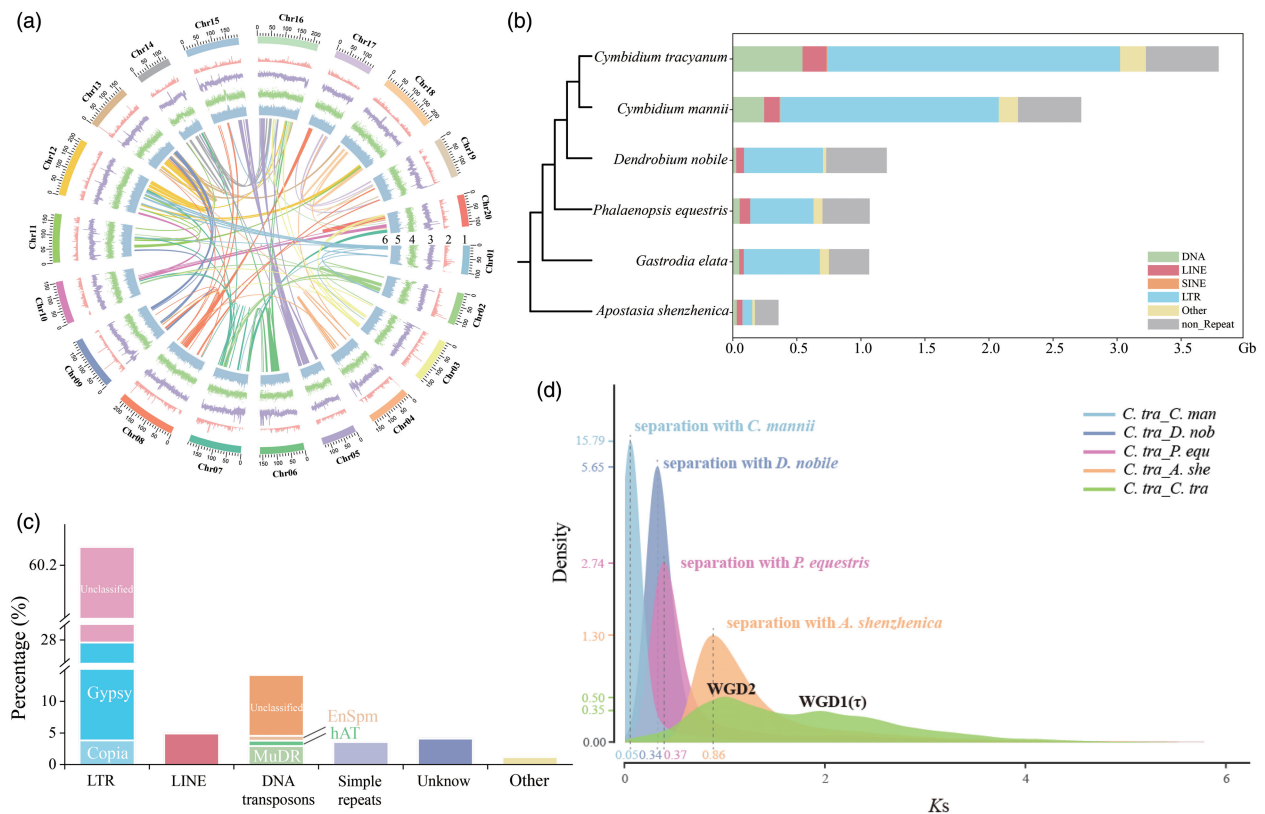 (a)
Chr15
Chr16
Chr17
Chr18
Chr19
Chr20
Chr01
Chr02
Chr03
Chr04
Chr05
Chr06
Chr07
Chr08
Chr09
Chr10
Chr11
Chr12
Chr13
Chr14
6 5 4 3 2 1
(b)
Cymbidium tracyanum
Cymbidium mannii
Dendrobium nobile
Phalaenopsis equestris
Gastrodia elata
Apostasia shenzhenica
DNA
LINE
SINE
LTR
Other
non_Repeat
0.0 0.5 1.0 1.5 2.0 2.5 3.0 3.5 Gb
(c)
Percentage (%)
60.2
28
10
5
0
Unclassified
Gypsy
Copia
Unclassified
EnSpm
hAT
MuDR
LTR LINE DNA transposons Simple repeats Unknow Other
(d)
Density
15.79
5.65
2.74
1.30
0.50
0.35
0.00
separation with C. mannii
separation with D. nobile
separation with P. equestris
separation with A. shenzhenica
WGD2
WGD1(τ)
C. tra_C. man
C. tra_D. nob
C. tra_P. equ
C. tra_A. she
C. tra_C. tra
0.05 0.34 0.37 0.86
0 2 4 6
Ks